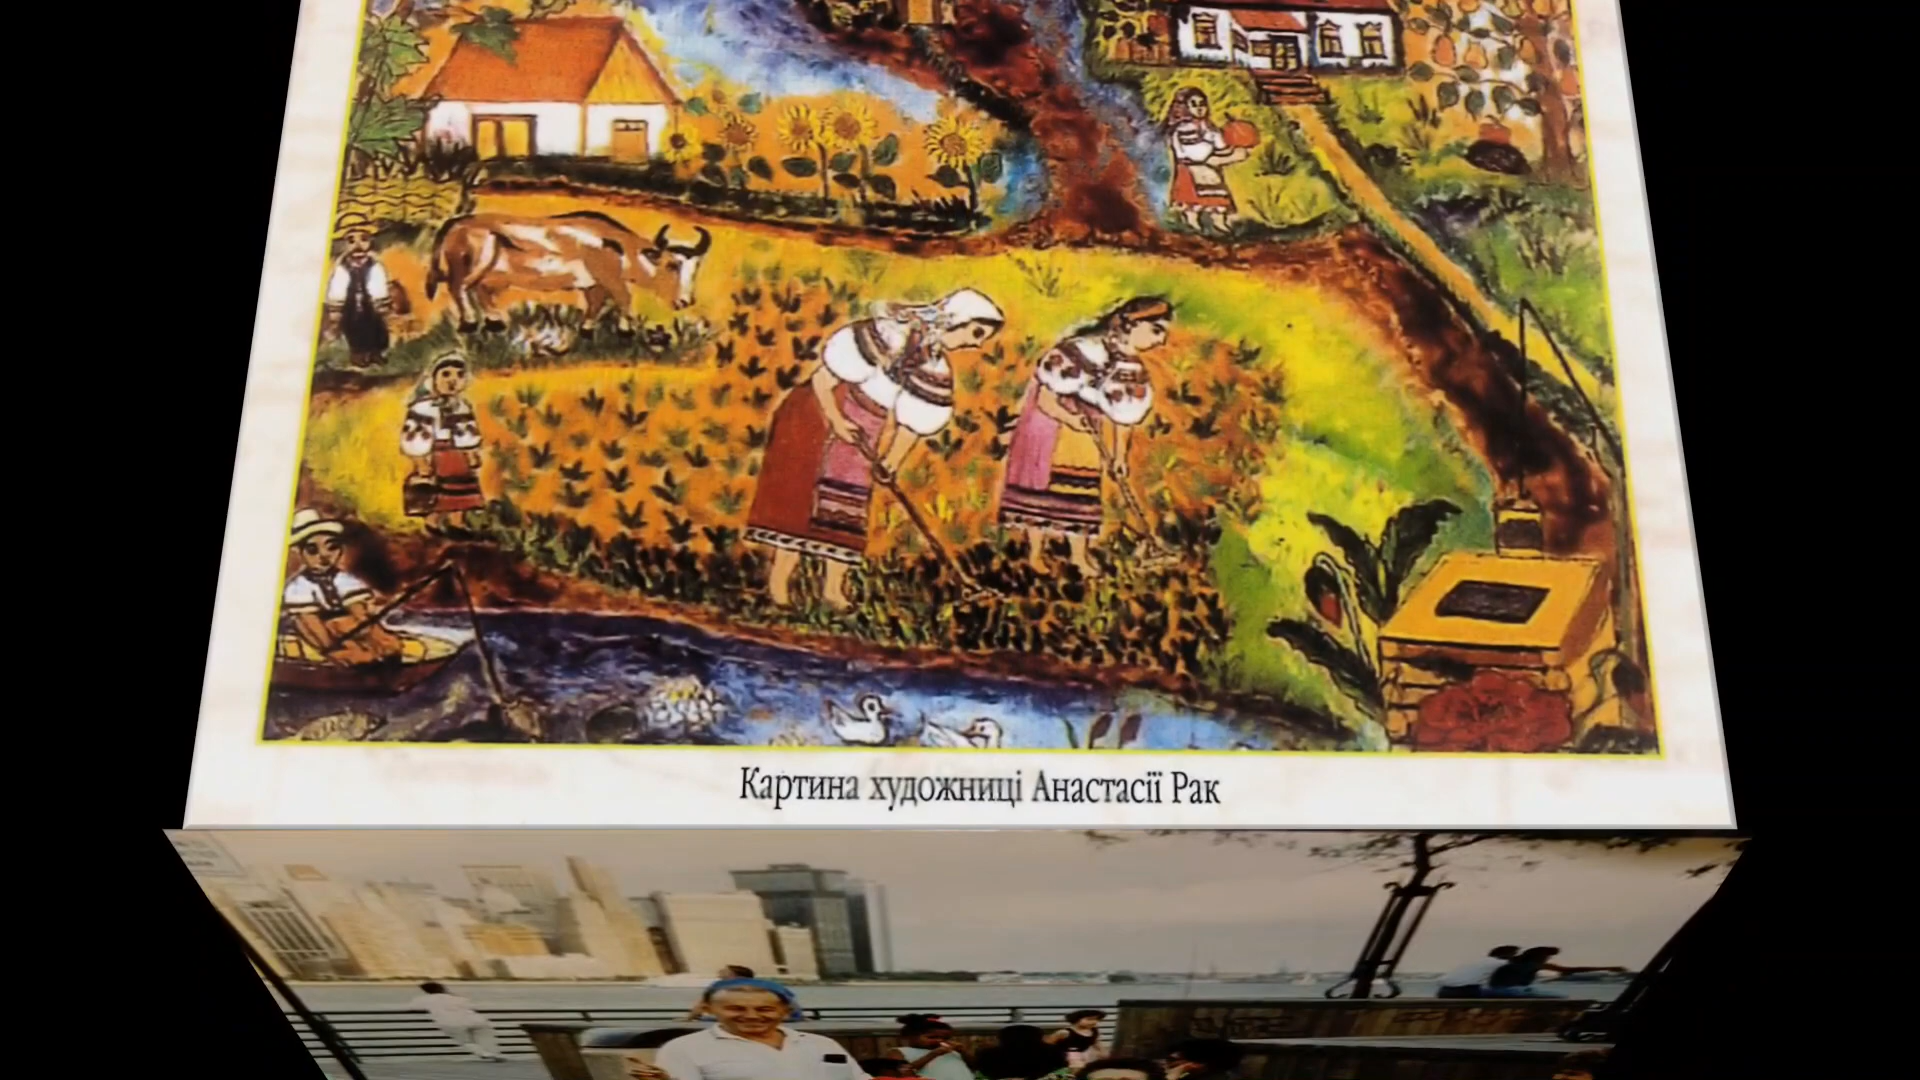 Картина художниці Анастасії Рак